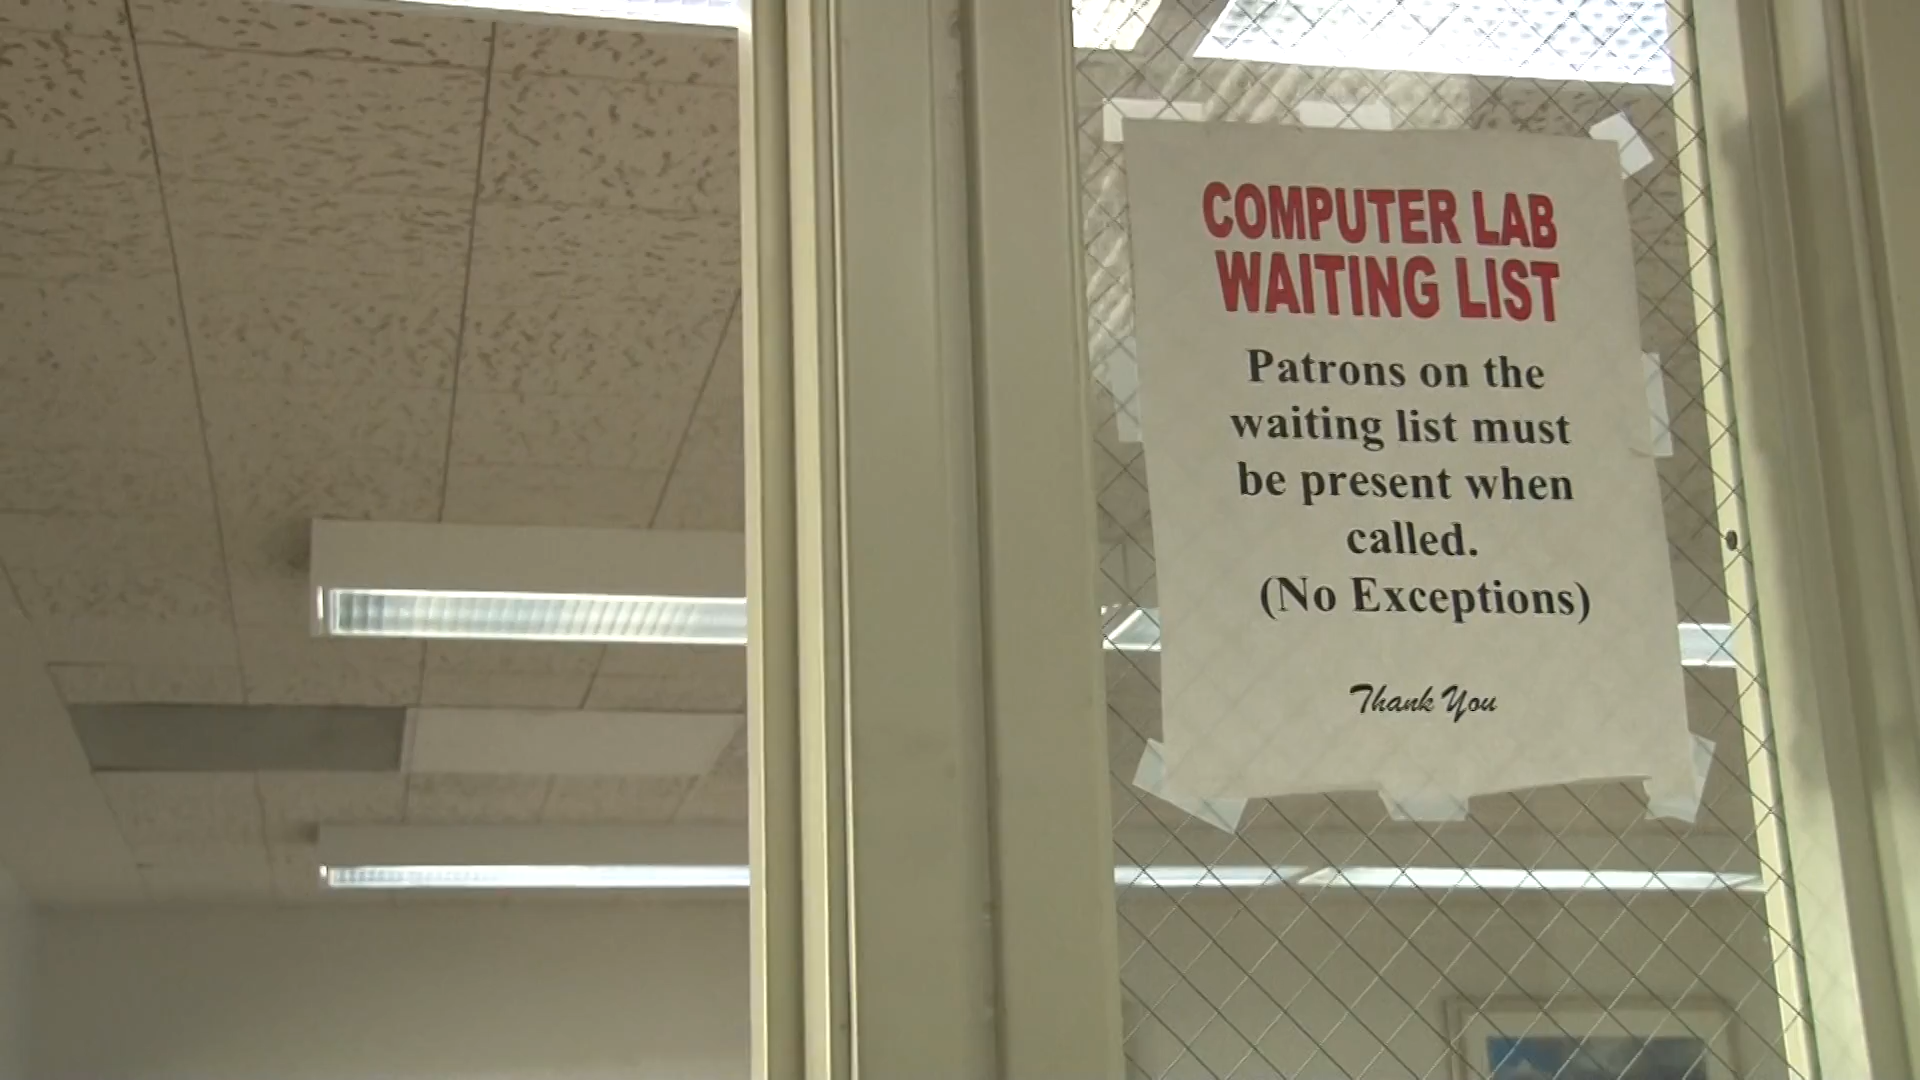 COMPUTER LAB
WAITING LIST
Patrons on the
waiting list must
be present when
called.
(No Exceptions)
Thank You